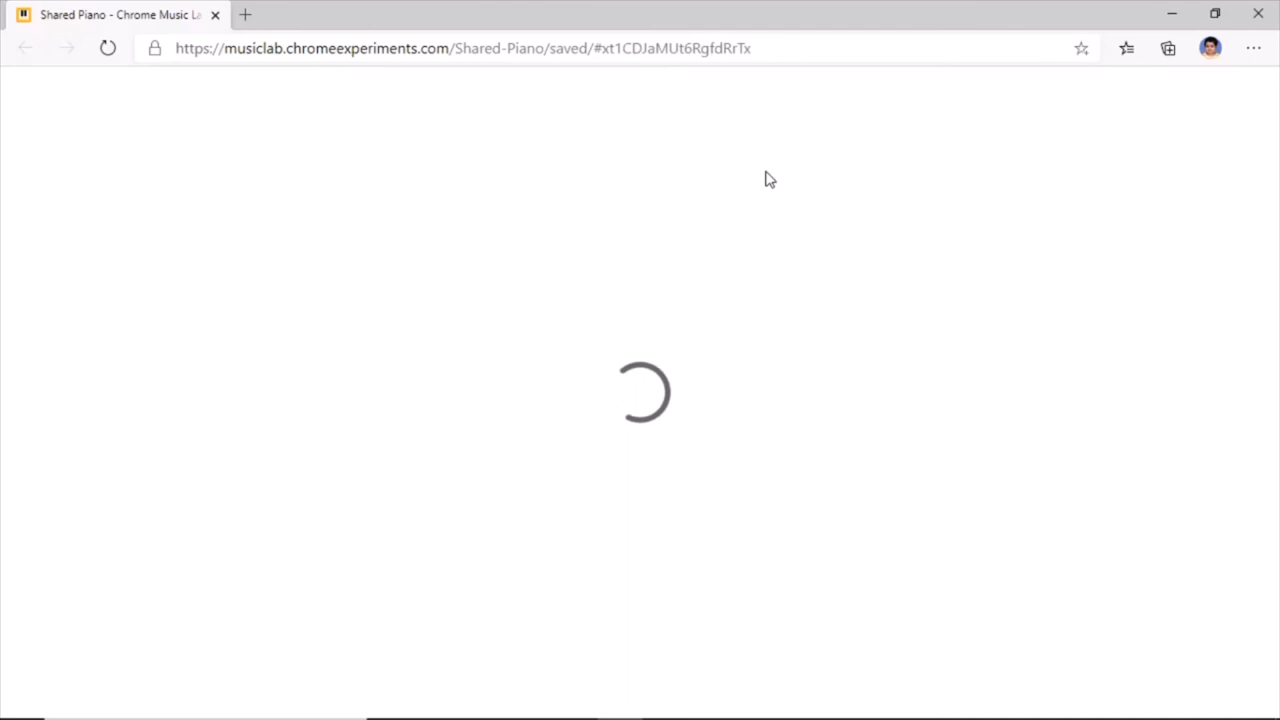 Shared Piano - Chrome Music La
https://musiclab.chromeexperiments.com/Shared-Piano/saved/#xt1CDJaMUt6RgfdRrTx